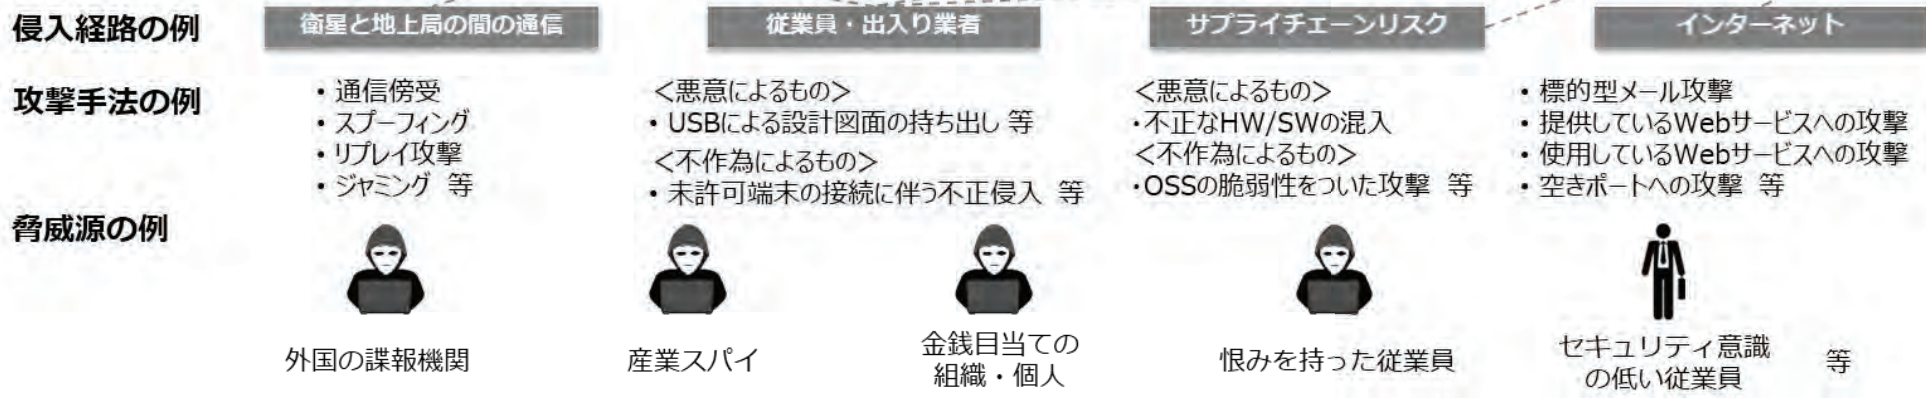 侵入経路の例
衛星と地上局の間の通信
従業員・出入り業者
サプライチェーンリスク
インターネット
攻撃手法の例
・通信傍受
・スプーフィング
・リプレイ攻撃
・ジャミング 等
＜悪意によるもの＞
・USBによる設計図面の持ち出し 等
＜不作為によるもの＞
・未許可端末の接続に伴う不正侵入 等
＜悪意によるもの＞
・不正なHW/SWの混入
＜不作為によるもの＞
・OSSの脆弱性をついた攻撃 等
・標的型メール攻撃
・提供しているWebサービスへの攻撃
・使用しているWebサービスへの攻撃
・空きポートへの攻撃 等
脅威源の例
外国の諜報機関
産業スパイ
金銭目当ての
組織・個人
恨みを持った従業員
セキュリティ意識
の低い従業員
等